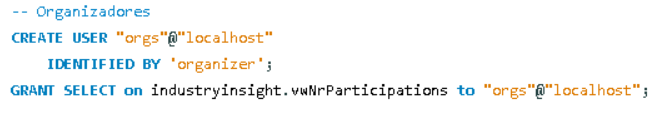 -- Organizadores
CREATE USER "orgs"@"localhost"
IDENTIFIED BY 'organizer';
GRANT SELECT on industryinsight.vwNrParticipations to "orgs"@"localhost";